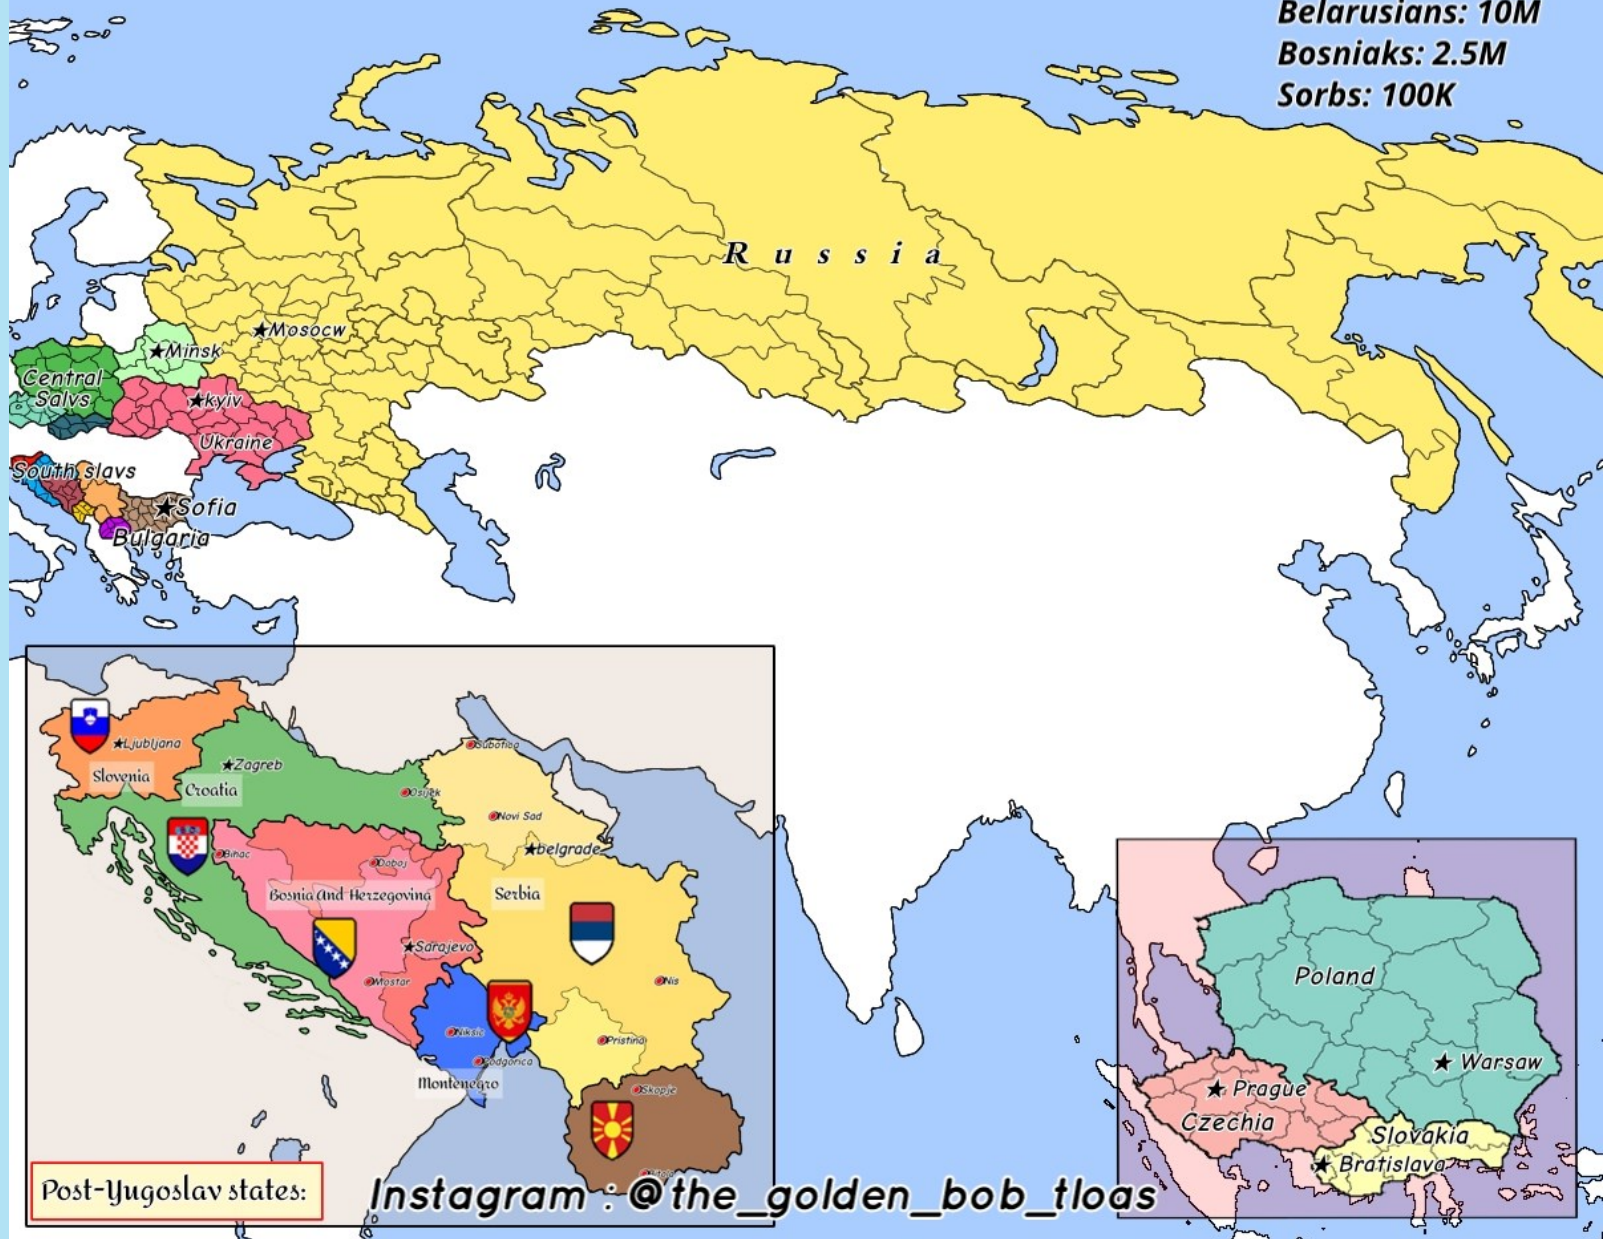 Belarusians: 10M
Bosniaks: 2.5M
Sorbs: 100K
Russia
★Mosocw
★Minsk
Central
Salvs
★kyiv
Ukraine
South slavs
★Sofia
Bulgaria
★Ljubljana
Slovenia
★Zagreb
Croatia
Subotica
Osijek
Novi Sad
★belgrade
Bihac
Doboj
Bosnia And Herzegovina
Serbia
★Sarajevo
Mostar
Nis
Niksic
Pristina
Podgorica
Montenegro
Skopje
Bitola
Post-Yugoslav states:
Instagram : @the_golden_bob_tloas
Poland
★ Warsaw
★ Prague
Czechia
Slovakia
★ Bratislava